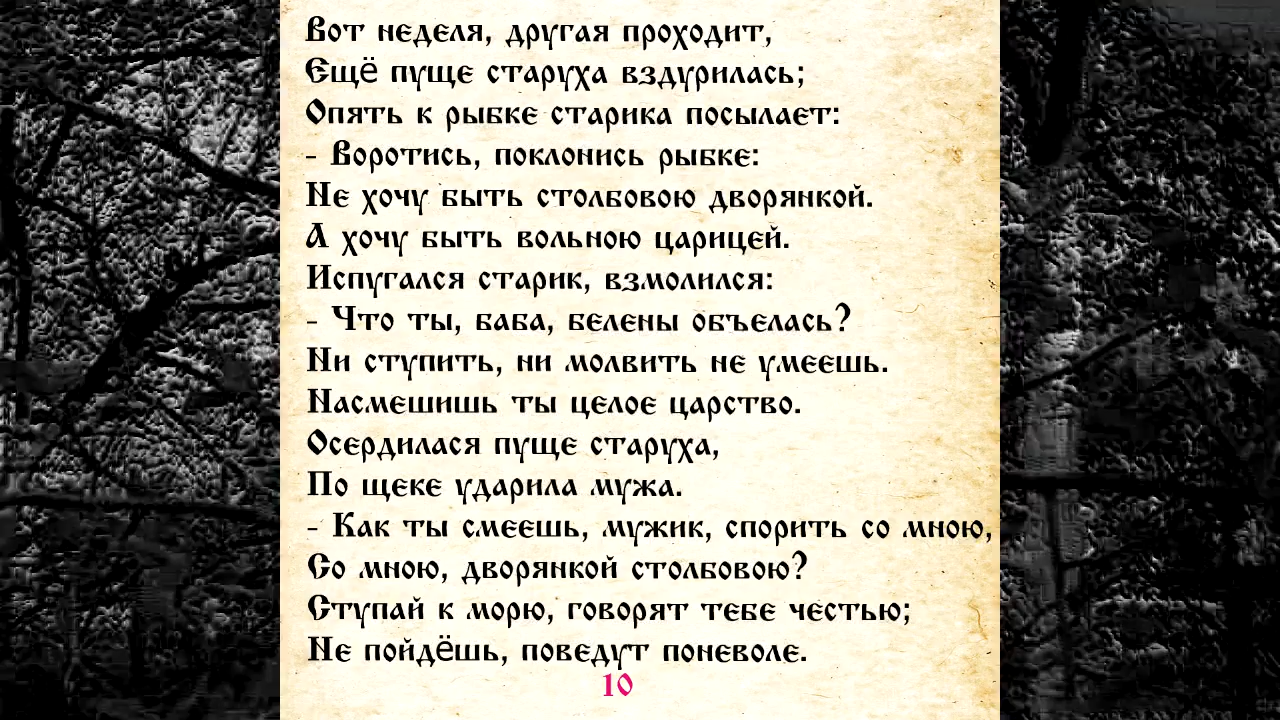 Вот неделя, другая проходит,
Ещё пуще старуха вздурилась;
Опять к рыбке старика посылает:
- Воротись, поклонись рыбке:
Не хочу быть столбовою дворянкой.
А хочу быть вольною царицей.
Испугался старик, взмолился:
- Что ты, баба, белены объелась?
Ни ступить, ни молвить не умеешь.
Насмешишь ты целое царство.
Осердилася пуще старуха,
По щеке ударила мужа.
- Как ты смеешь, мужик, спорить со мною,
Со мною, дворянкой столбовою?
Ступай к морю, говорят тебе честью;
Не пойдёшь, поведут поневоле.
10